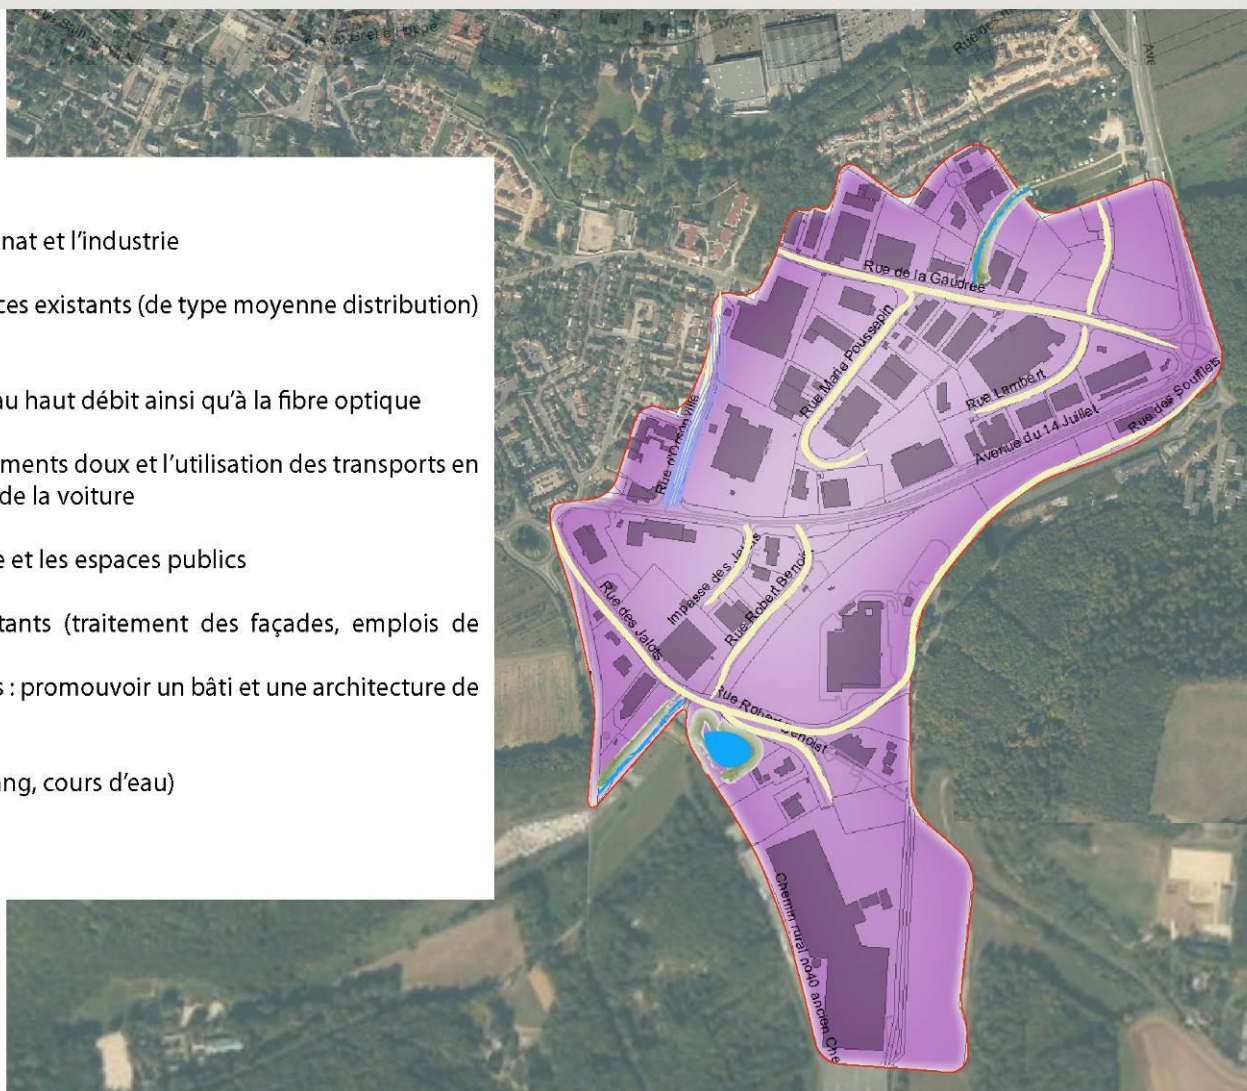 nat et l'industrie
ces existants (de type moyenne distribution)
au haut débit ainsi qu'à la fibre optique
ments doux et l'utilisation des transports en
de la voiture
e et les espaces publics
tants (traitement des façades, emplois de
s : promouvoir un bâti et une architecture de
ang, cours d'eau)
Rue de la Gaudrée
Rue Marie Poussepin
Rue Lambert
Avenue du 14 Juillet
Rue des Soufflets
Rue d'Orsonville
Impasse des Jalots
Rue Robert Benoist
Rue des Jalots
Rue Robert Benoist
Chemin rural no40 ancien Che